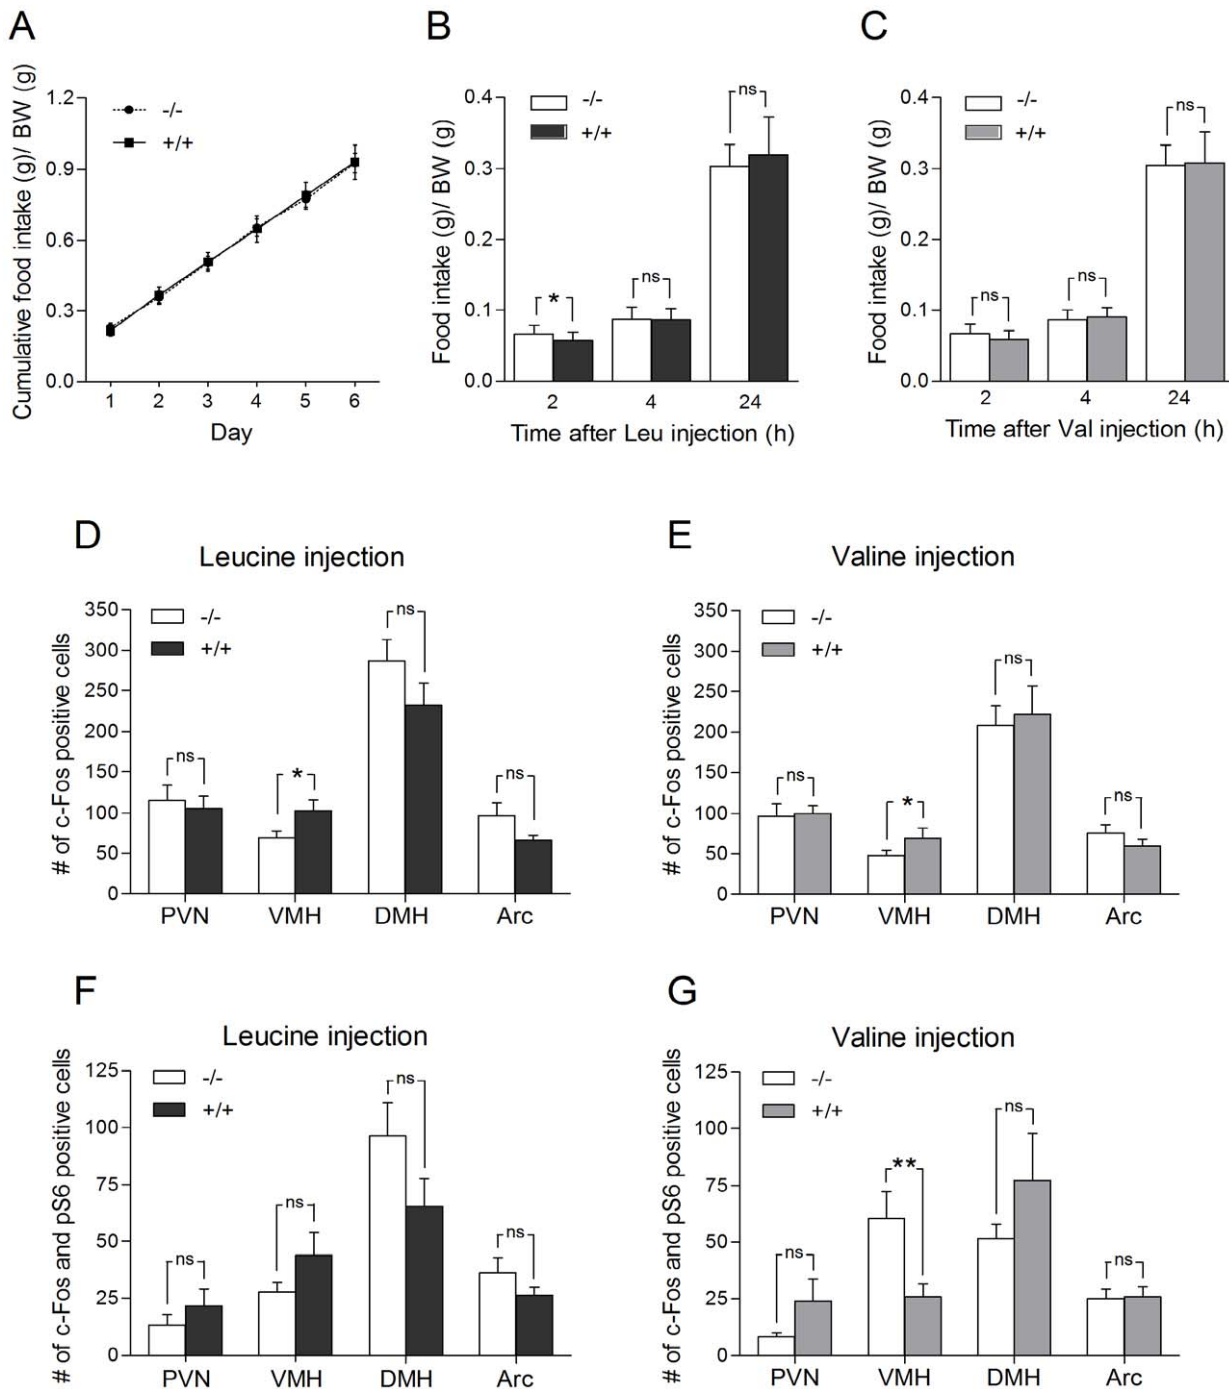 A
Cumulative food intake (g)/ BW (g)
1.2
0.9
0.6
0.3
0.0
-/-
+/+
1 2 3 4 5 6
Day
B
Food intake (g)/ BW (g)
0.4
0.3
0.2
0.1
0.0
-/-
+/+
* ns ns
2 4 24
Time after Leu injection (h)
C
Food intake (g)/ BW (g)
0.4
0.3
0.2
0.1
0.0
-/-
+/+
ns ns ns
2 4 24
Time after Val injection (h)
D
Leucine injection
# of c-Fos positive cells
350
300
250
200
150
100
50
0
-/-
+/+
ns * ns ns
PVN VMH DMH Arc
E
Valine injection
# of c-Fos positive cells
350
300
250
200
150
100
50
0
-/-
+/+
ns * ns ns
PVN VMH DMH Arc
F
Leucine injection
# of c-Fos and pS6 positive cells
125
100
75
50
25
0
-/-
+/+
ns ns ns ns
PVN VMH DMH Arc
G
Valine injection
# of c-Fos and pS6 positive cells
125
100
75
50
25
0
-/-
+/+
ns ** ns ns
PVN VMH DMH Arc